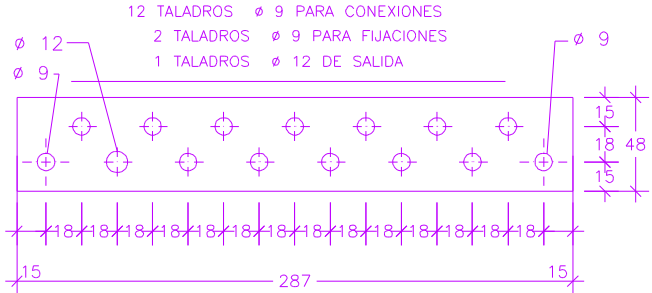 12 TALADROS ø 9 PARA CONEXIONES
2 TALADROS ø 9 PARA FIJACIONES
1 TALADROS ø 12 DE SALIDA
ø 12
ø 9
ø 9
15
18 48
15
18 18 18 18 18 18 18 18 18 18 18 18 18 18
15 287 15